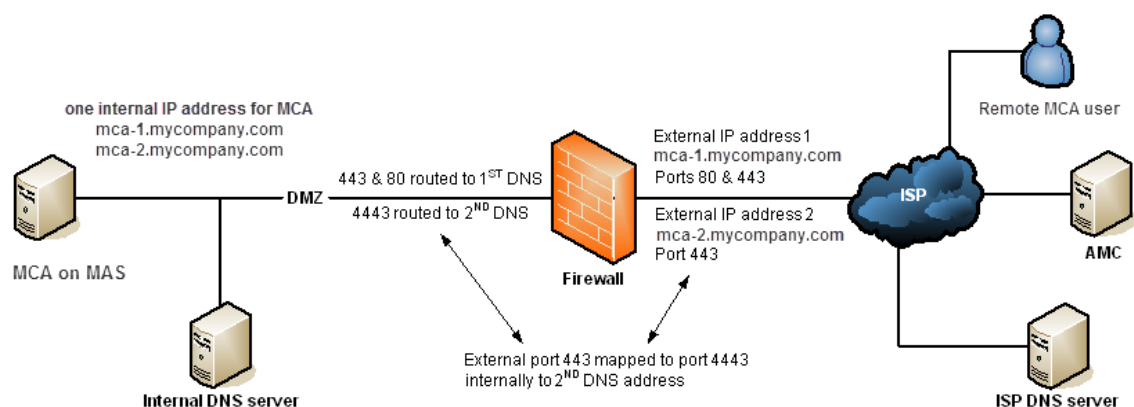 one internal IP address for MCA
mca-1.mycompany.com
mca-2.mycompany.com
MCA on MAS
Internal DNS server
443 & 80 routed to 1ST DNS
DMZ
4443 routed to 2ND DNS
Firewall
External IP address 1
mca-1.mycompany.com
Ports 80 & 443
External IP address 2
mca-2.mycompany.com
Port 443
External port 443 mapped to port 4443
internally to 2ND DNS address
ISP
Remote MCA user
AMC
ISP DNS server